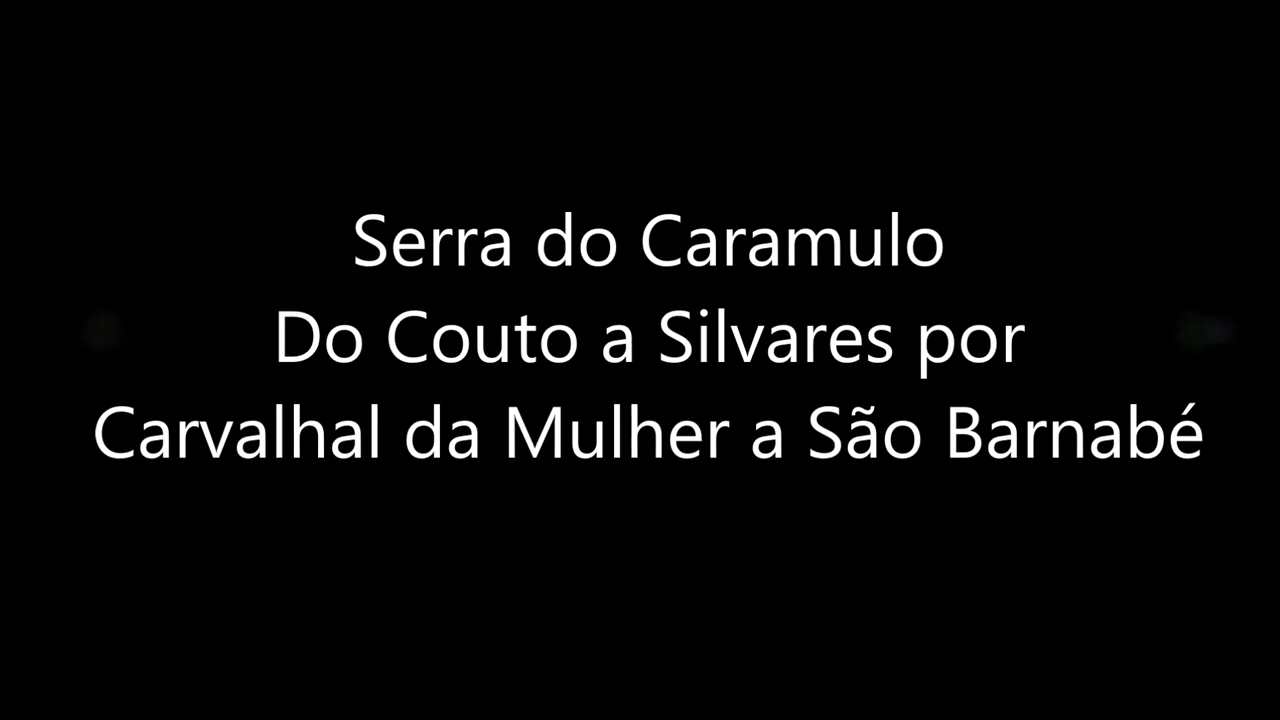 Serra do Caramulo
Do Couto a Silvares por
Carvalhal da Mulher a São Barnabé